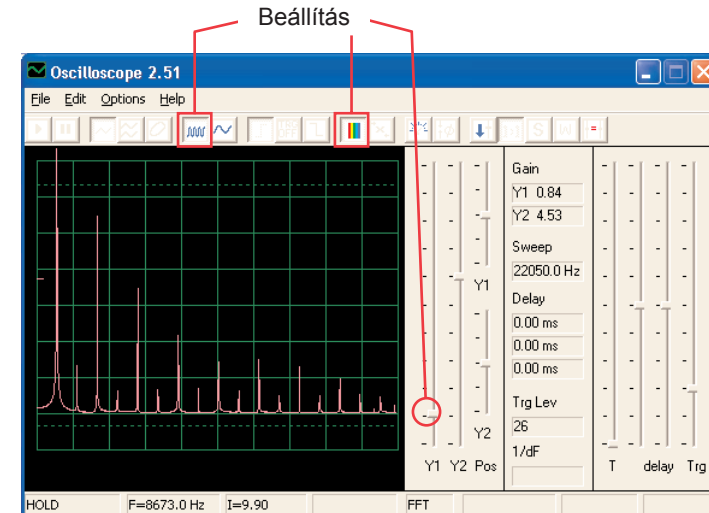 Beállítás
Oscilloscope 2.51
File Edit Options Help
Gain
Y1 0.84
Y2 4.53
Sweep
22050.0 Hz
Y1
Delay
0.00 ms
0.00 ms
0.00 ms
Trg Lev
26
Y2
1/dF
Y1 Y2 Pos
T delay Trg
HOLD F=8673.0 Hz I=9.90 FFT